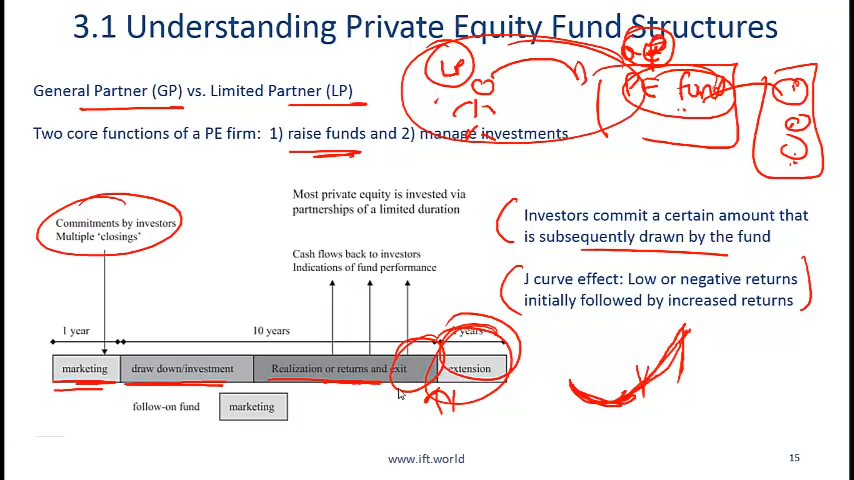 3.1 Understanding Private Equity Fund Structures
LP
GP
PE fund
General Partner (GP) vs. Limited Partner (LP)
Two core functions of a PE firm: 1) raise funds and 2) manage investments
Most private equity is invested via
partnerships of a limited duration
Commitments by investors
Multiple 'closings'
Investors commit a certain amount that
is subsequently drawn by the fund
Cash flows back to investors
Indications of fund performance
J curve effect: Low or negative returns
initially followed by increased returns
1 year
10 years
years
marketing
draw down/investment
Realization or returns and exit
extension
follow-on fund
marketing
www.ift.world
15